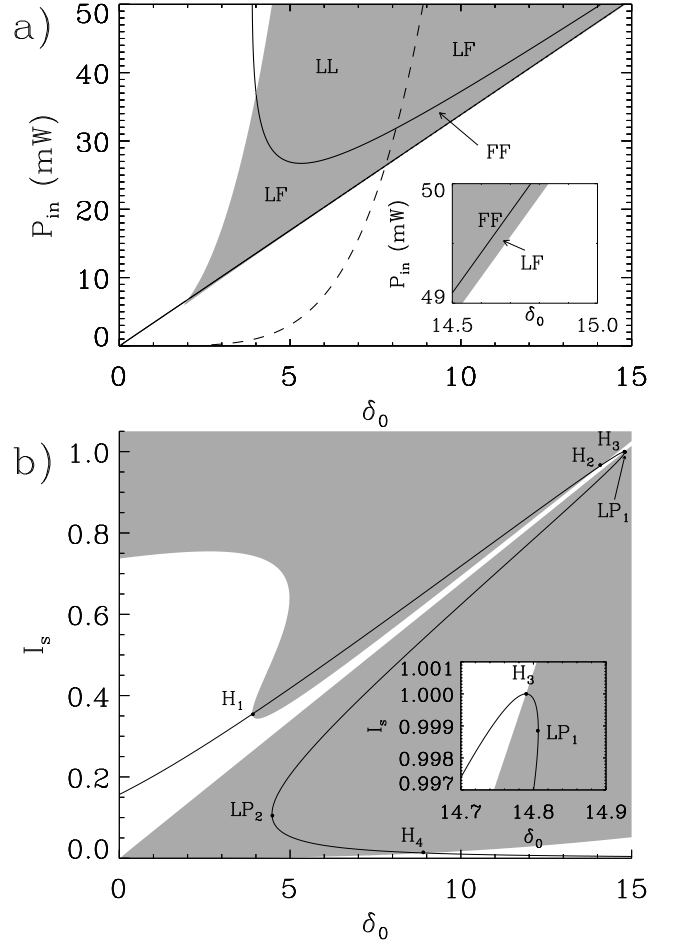 a)
50
40
30
20
10
0
P_in (mW)
LL
LF
FF
LF
50
49
P_in (mW)
FF
LF
14.5
δ_0
15.0
0
5
10
15
δ_0
b)
1.0
0.8
0.6
0.4
0.2
0.0
I_s
H_3
H_2
LP_1
H_1
LP_2
H_4
1.001
1.000
0.999
0.998
0.997
I_s
H_3
LP_1
14.7
14.8
14.9
δ_0
0
5
10
15
δ_0